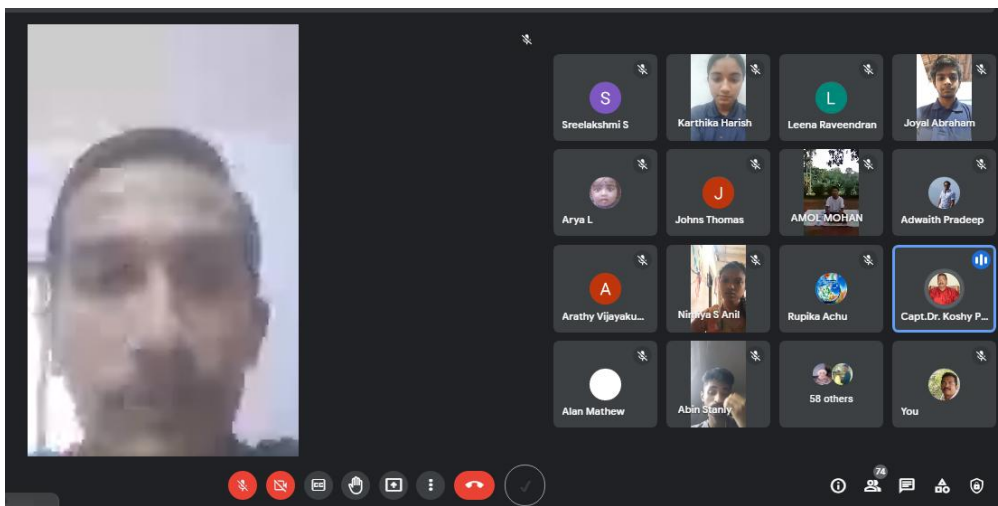 S
Sreelakshmi S
Karthika Harish
L
Leena Raveendran
Joyal Abraham
Arya L
J
Johns Thomas
AMOL MOHAN
Adwaith Pradeep
A
Arathy Vijayaku...
Niraya S Anil
Rupika Achu
Capt.Dr. Koshy P...
Alan Mathew
Abin Stanly
58 others
You
CC
74